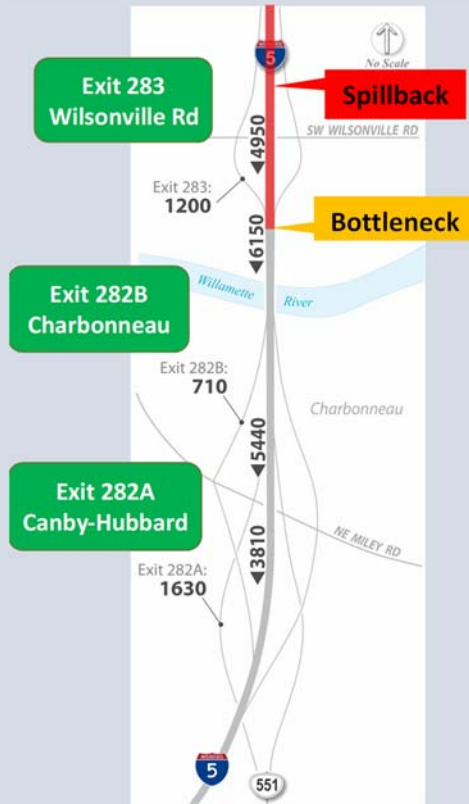 5
No Scale
Exit 283
Wilsonville Rd
Spillback
SW WILSONVILLE RD
4950
Exit 283:
1200
Bottleneck
6150
Willamette River
Exit 282B
Charbonneau
Exit 282B:
710
Charbonneau
5440
Exit 282A
Canby-Hubbard
NE MILEY RD
3810
Exit 282A:
1630
5
551